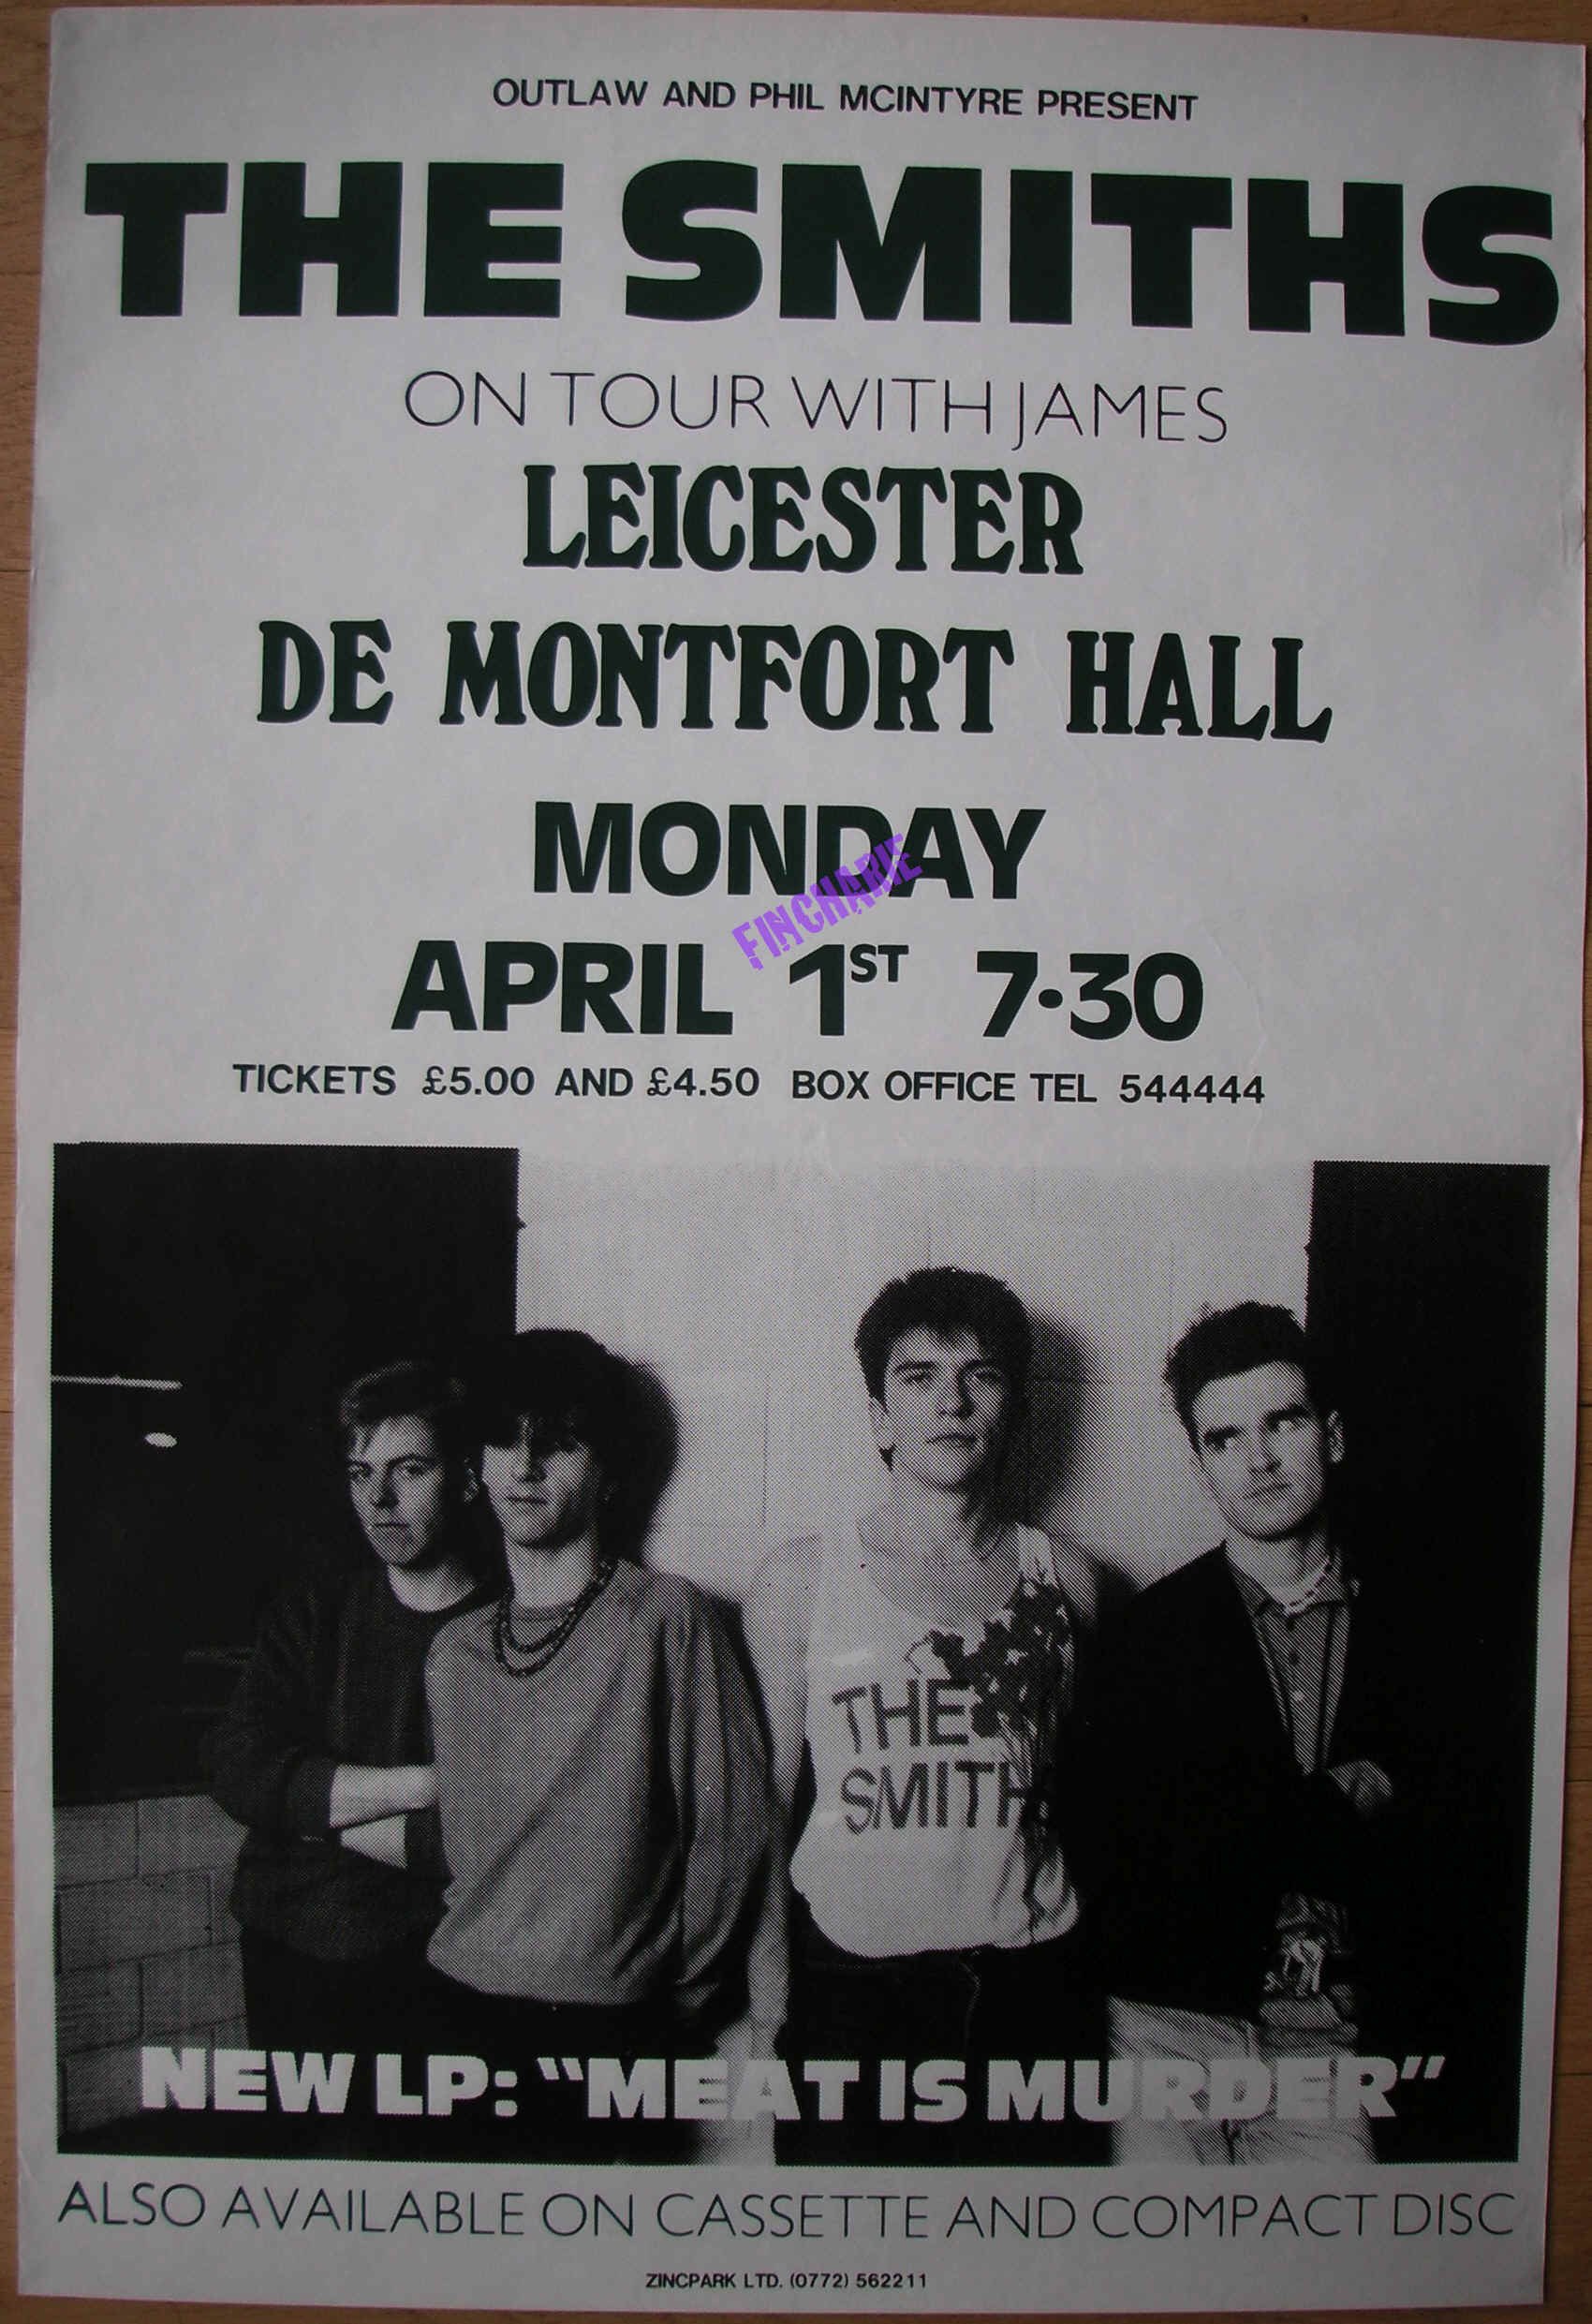 OUTLAW AND PHIL MCINTYRE PRESENT
THE SMITHS
ON TOUR WITH JAMES
LEICESTER
DE MONTFORT HALL
MONDAY
FINCHARIE
APRIL 1ST 7·30
TICKETS £5.00 AND £4.50 BOX OFFICE TEL 544444
THE
SMITH
NEW LP: "MEAT IS MURDER"
ALSO AVAILABLE ON CASSETTE AND COMPACT DISC
ZINCPARK LTD. (0772) 562211